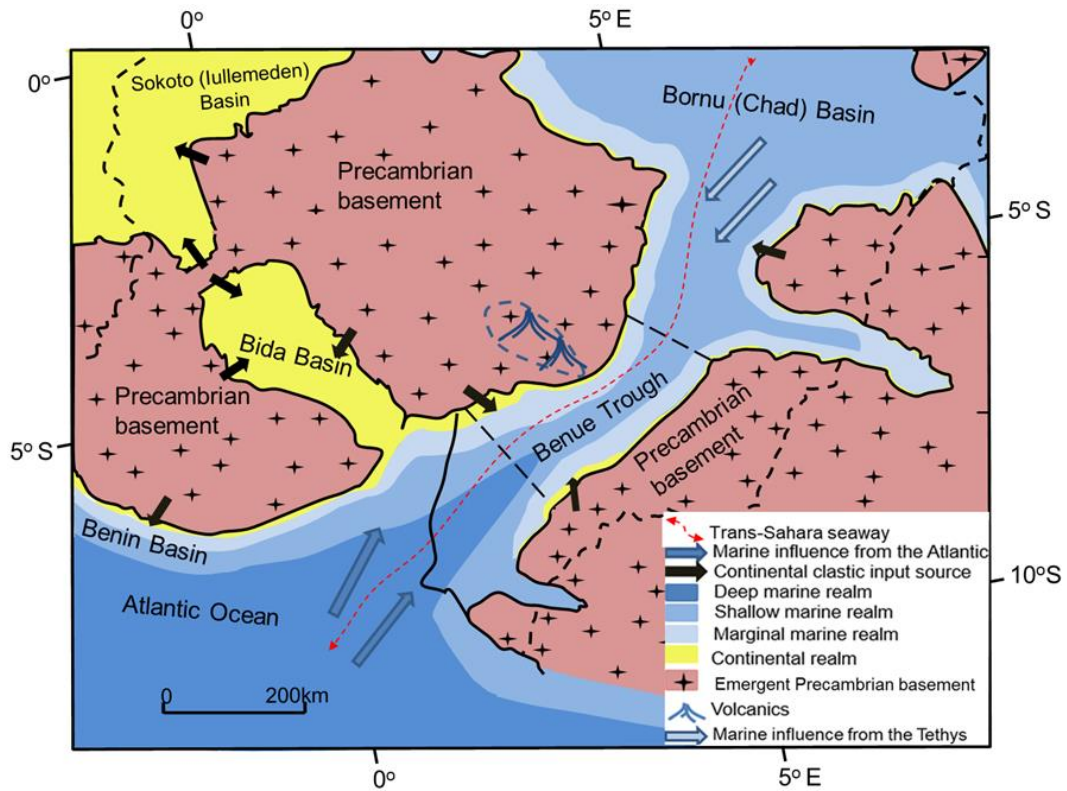 0°
5° E
0°
Sokoto (Iullemeden)
Basin
Bornu (Chad) Basin
Precambrian
basement
5° S
Bida Basin
Precambrian
basement
Benue Trough
Precambrian
basement
5° S
Benin Basin
Atlantic Ocean
10°S
0
200km
Trans-Sahara seaway
Marine influence from the Atlantic
Continental clastic input source
Deep marine realm
Shallow marine realm
Marginal marine realm
Continental realm
Emergent Precambrian basement
Volcanics
Marine influence from the Tethys
0°
5° E